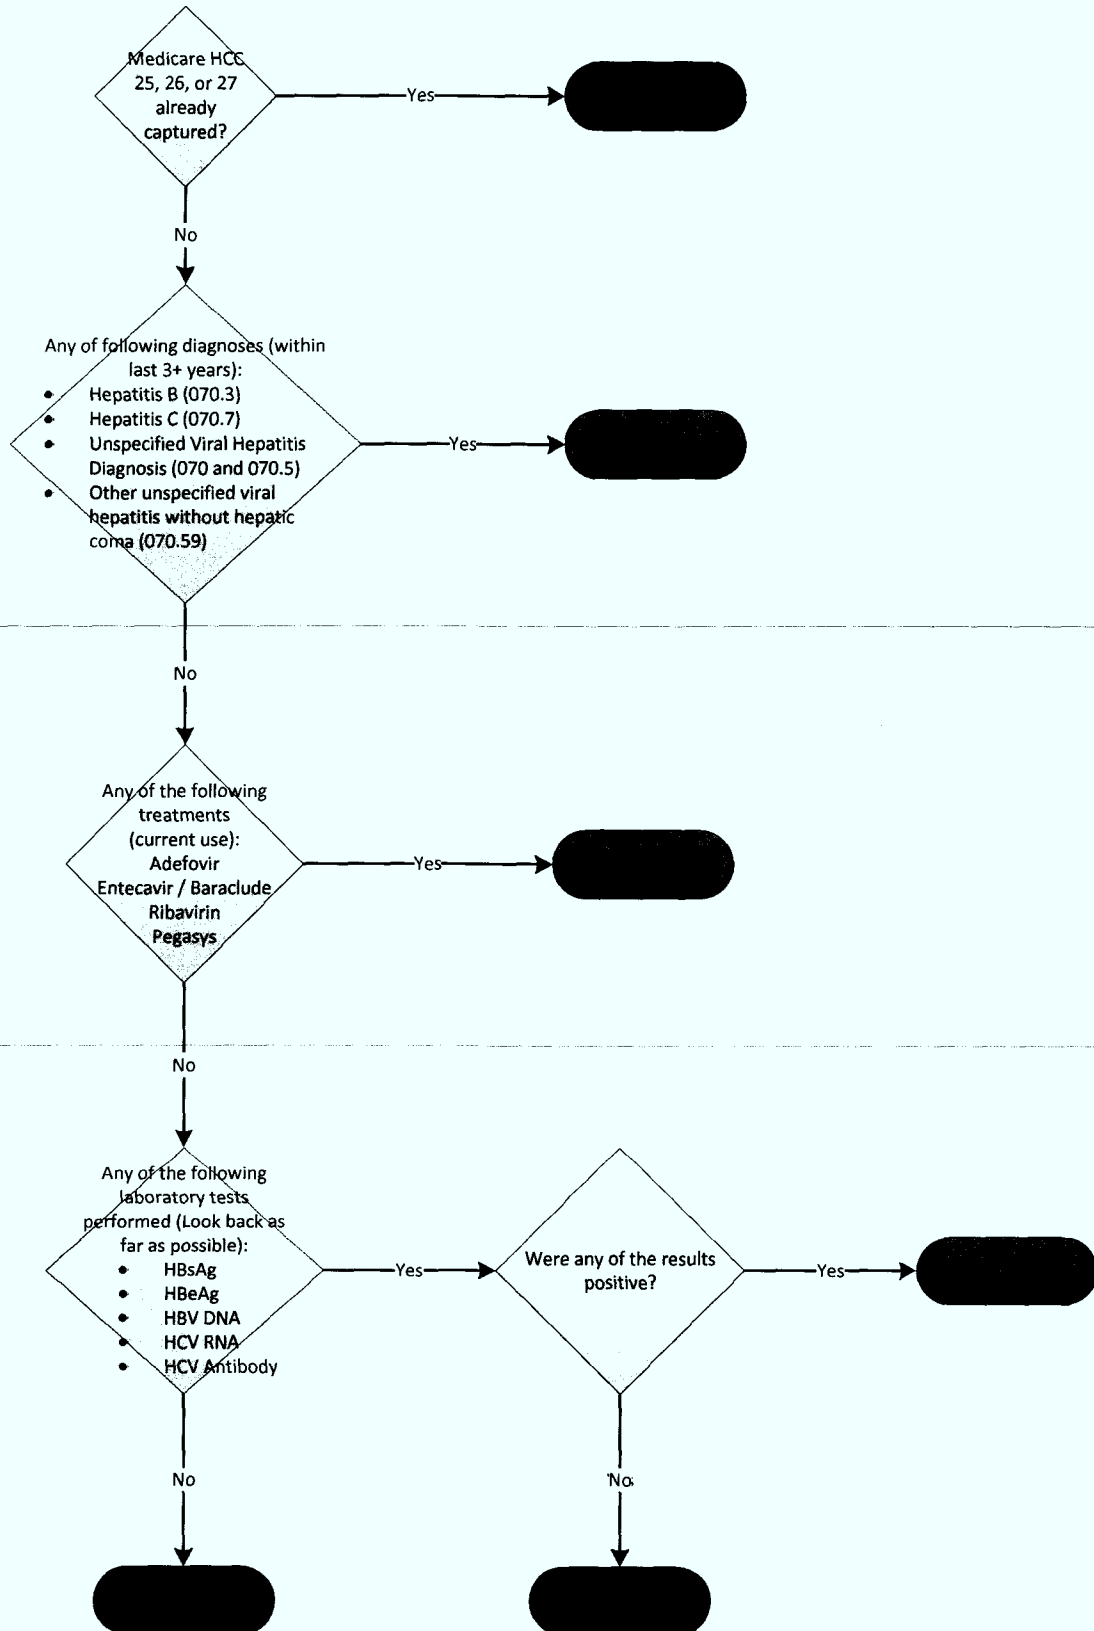 Medicare HCC
25, 26, or 27
already
captured?
Yes
No
Any of following diagnoses (within
last 3+ years):
• Hepatitis B (070.3)
• Hepatitis C (070.7)
• Unspecified Viral Hepatitis
Diagnosis (070 and 070.5)
• Other unspecified viral
hepatitis without hepatic
coma (070.59)
Yes
No
Any of the following
treatments
(current use):
Adefovir
Entecavir / Baraclude
Ribavirin
Pegasys
Yes
No
Any of the following
laboratory tests
performed (Look back as
far as possible):
• HBsAg
• HBeAg
• HBV DNA
• HCV RNA
• HCV Antibody
Yes
Were any of the results
positive?
Yes
No
No